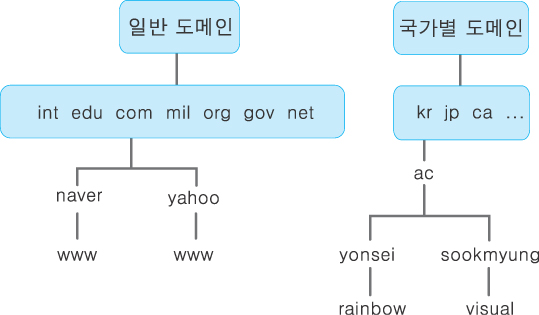 일반 도메인
int edu com mil org gov net
naver yahoo
www www
국가별 도메인
kr jp ca ...
ac
yonsei sookmyung
rainbow visual